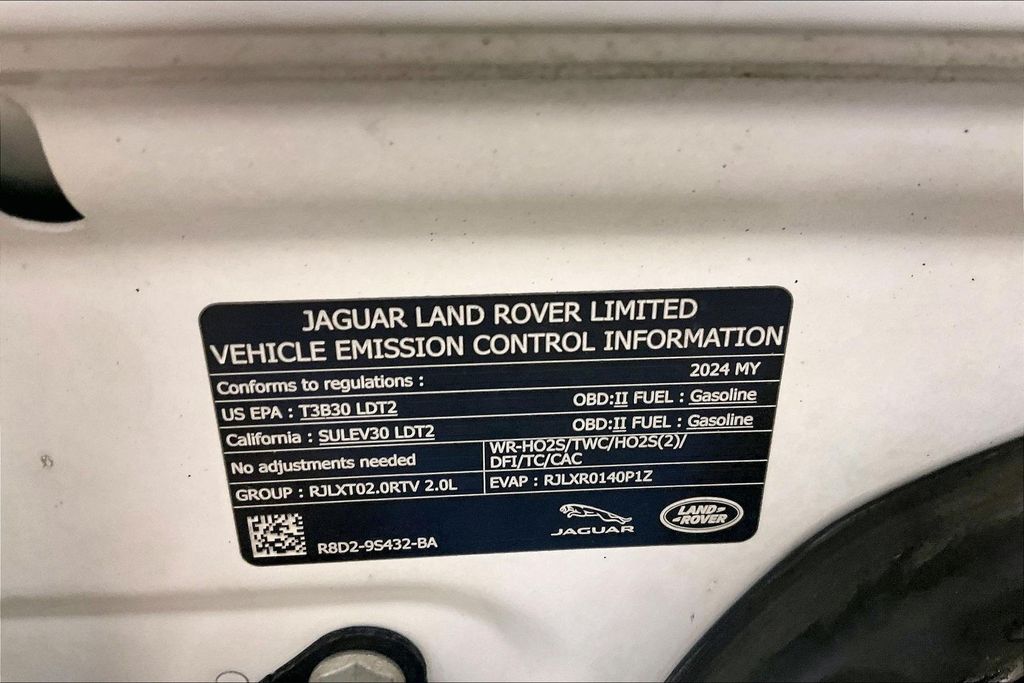 JAGUAR LAND ROVER LIMITED
VEHICLE EMISSION CONTROL INFORMATION
Conforms to regulations : 2024 MY
US EPA : T3B30 LDT2 OBD:II FUEL : Gasoline
California : SULEV30 LDT2 OBD:II FUEL : Gasoline
No adjustments needed
WR-HO2S/TWC/HO2S(2)/
DFI/TC/CAC
GROUP : RJLXT02.0RTV 2.0L EVAP : RJLXR0140P1Z
R8D2-9S432-BA
JAGUAR
LAND-
-ROVER